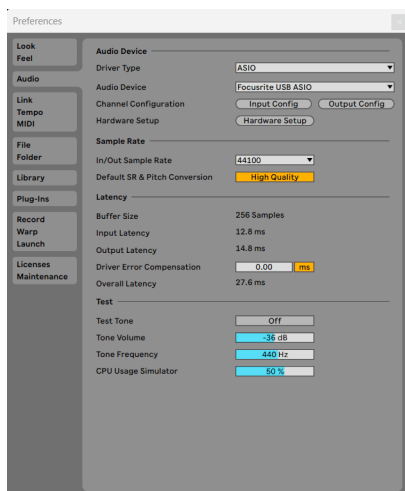 Preferences
Look
Feel
Audio
Link
Tempo
MIDI
File
Folder
Library
Plug-Ins
Record
Warp
Launch
Licenses
Maintenance
Audio Device
Driver Type ASIO
Audio Device Focusrite USB ASIO
Channel Configuration Input Config Output Config
Hardware Setup Hardware Setup
Sample Rate
In/Out Sample Rate 44100
Default SR & Pitch Conversion High Quality
Latency
Buffer Size 256 Samples
Input Latency 12.8 ms
Output Latency 14.8 ms
Driver Error Compensation 0.00 ms
Overall Latency 27.6 ms
Test
Test Tone Off
Tone Volume -36 dB
Tone Frequency 440 Hz
CPU Usage Simulator 50 %